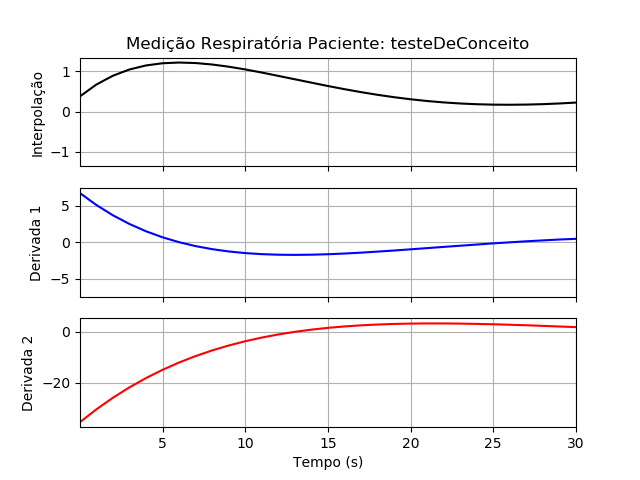 Medição Respiratória Paciente: testeDeConceito
1
0
−1
Interpolação
5
0
−5
Derivada 1
0
−20
Derivada 2
5 10 15 20 25 30
Tempo (s)